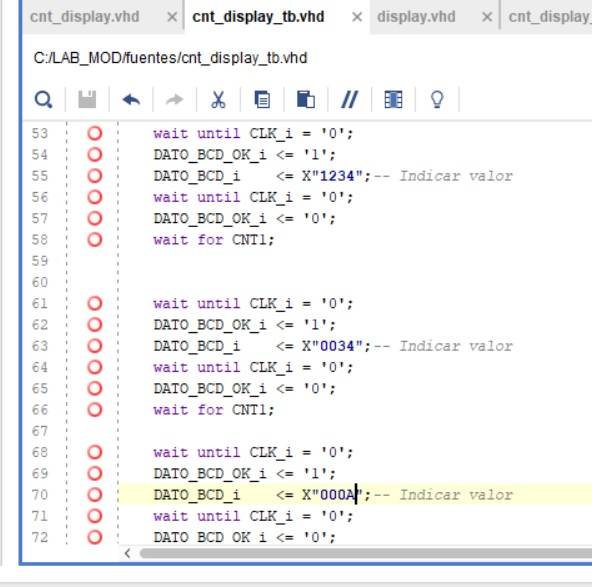 cnt_display.vhd × cnt_display_tb.vhd × display.vhd × cnt_display_
C:/LAB_MOD/fuentes/cnt_display_tb.vhd
53 wait until CLK_i = '0';
54 DATO_BCD_OK_i <= '1';
55 DATO_BCD_i <= X"1234";-- Indicar valor
56 wait until CLK_i = '0';
57 DATO_BCD_OK_i <= '0';
58 wait for CNT1;
59
60
61 wait until CLK_i = '0';
62 DATO_BCD_OK_i <= '1';
63 DATO_BCD_i <= X"0034";-- Indicar valor
64 wait until CLK_i = '0';
65 DATO_BCD_OK_i <= '0';
66 wait for CNT1;
67
68 wait until CLK_i = '0';
69 DATO_BCD_OK_i <= '1';
70 DATO_BCD_i <= X"000A";-- Indicar valor
71 wait until CLK_i = '0';
72 DATO_BCD_OK_i <= '0';